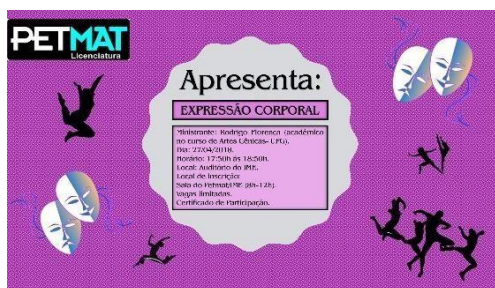 PETMAT
Licenciatura
Apresenta:
EXPRESSÃO CORPORAL
Ministrante: Rodrigo Florença (acadêmico
no curso de Artes Cênicas- UFG).
Dia: 27/04/2018.
Horário: 17:50h às 18:50h.
Local: Auditório do IME.
Local de inscrição:
Sala do Petmat/IME (8h-12h)
Vagas limitadas.
Certificado de Participação.